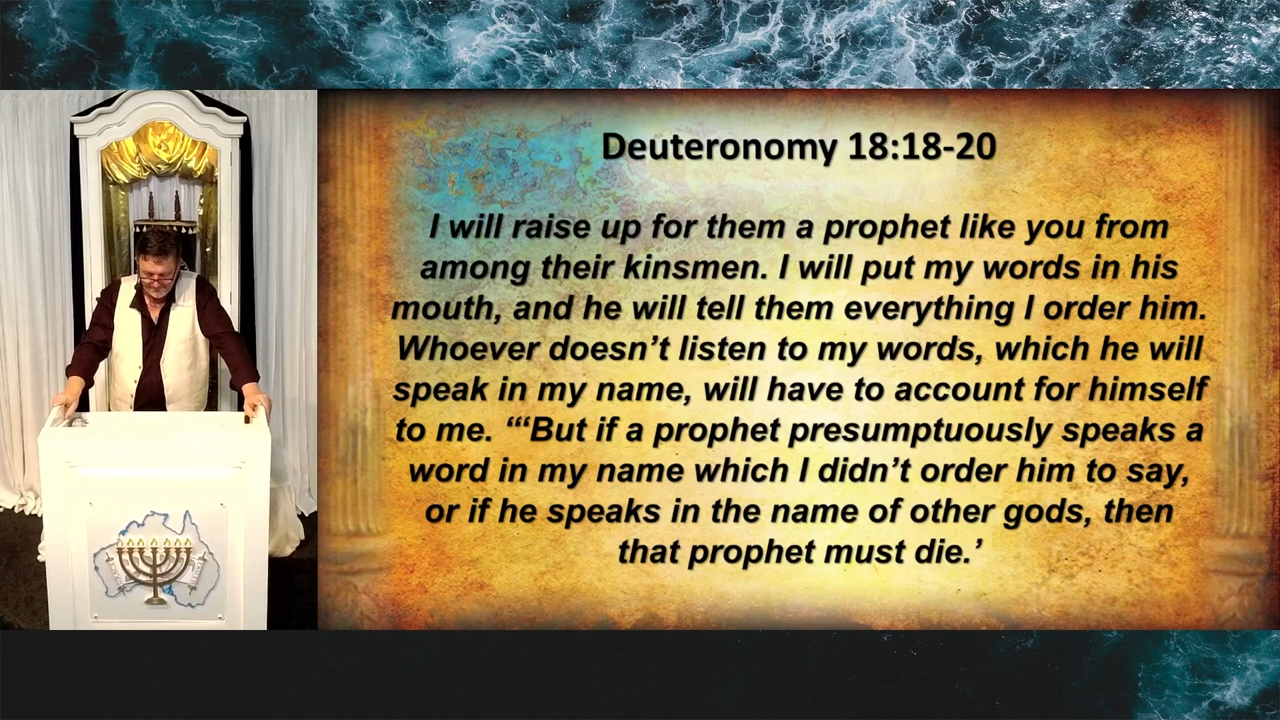 Deuteronomy 18:18-20
I will raise up for them a prophet like you from
among their kinsmen. I will put my words in his
mouth, and he will tell them everything I order him.
Whoever doesn’t listen to my words, which he will
speak in my name, will have to account for himself
to me. “‘But if a prophet presumptuously speaks a
word in my name which I didn’t order him to say,
or if he speaks in the name of other gods, then
that prophet must die.’